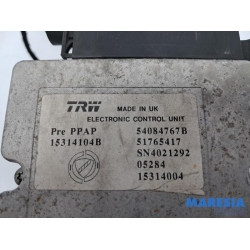 TRW MADE IN UK
ELECTRONIC CONTROL UNIT
Pre PPAP 54084767B
15314104B 51765417
SN4021292
05284
15314004
MARESIA